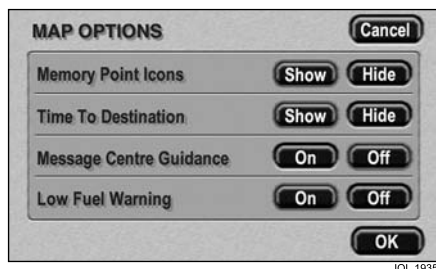 MAP OPTIONS Cancel
Memory Point Icons Show Hide
Time To Destination Show Hide
Message Centre Guidance On Off
Low Fuel Warning On Off
OK